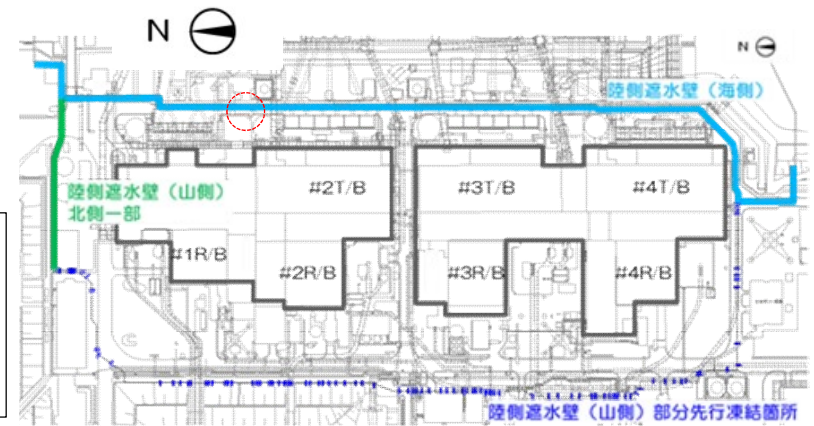 N
N
陸側遮水壁（海側）
陸側遮水壁（山側）
北側一部
#2T/B
#3T/B
#4T/B
#1R/B
#2R/B
#3R/B
#4R/B
陸側遮水壁（山側）部分先行凍結箇所